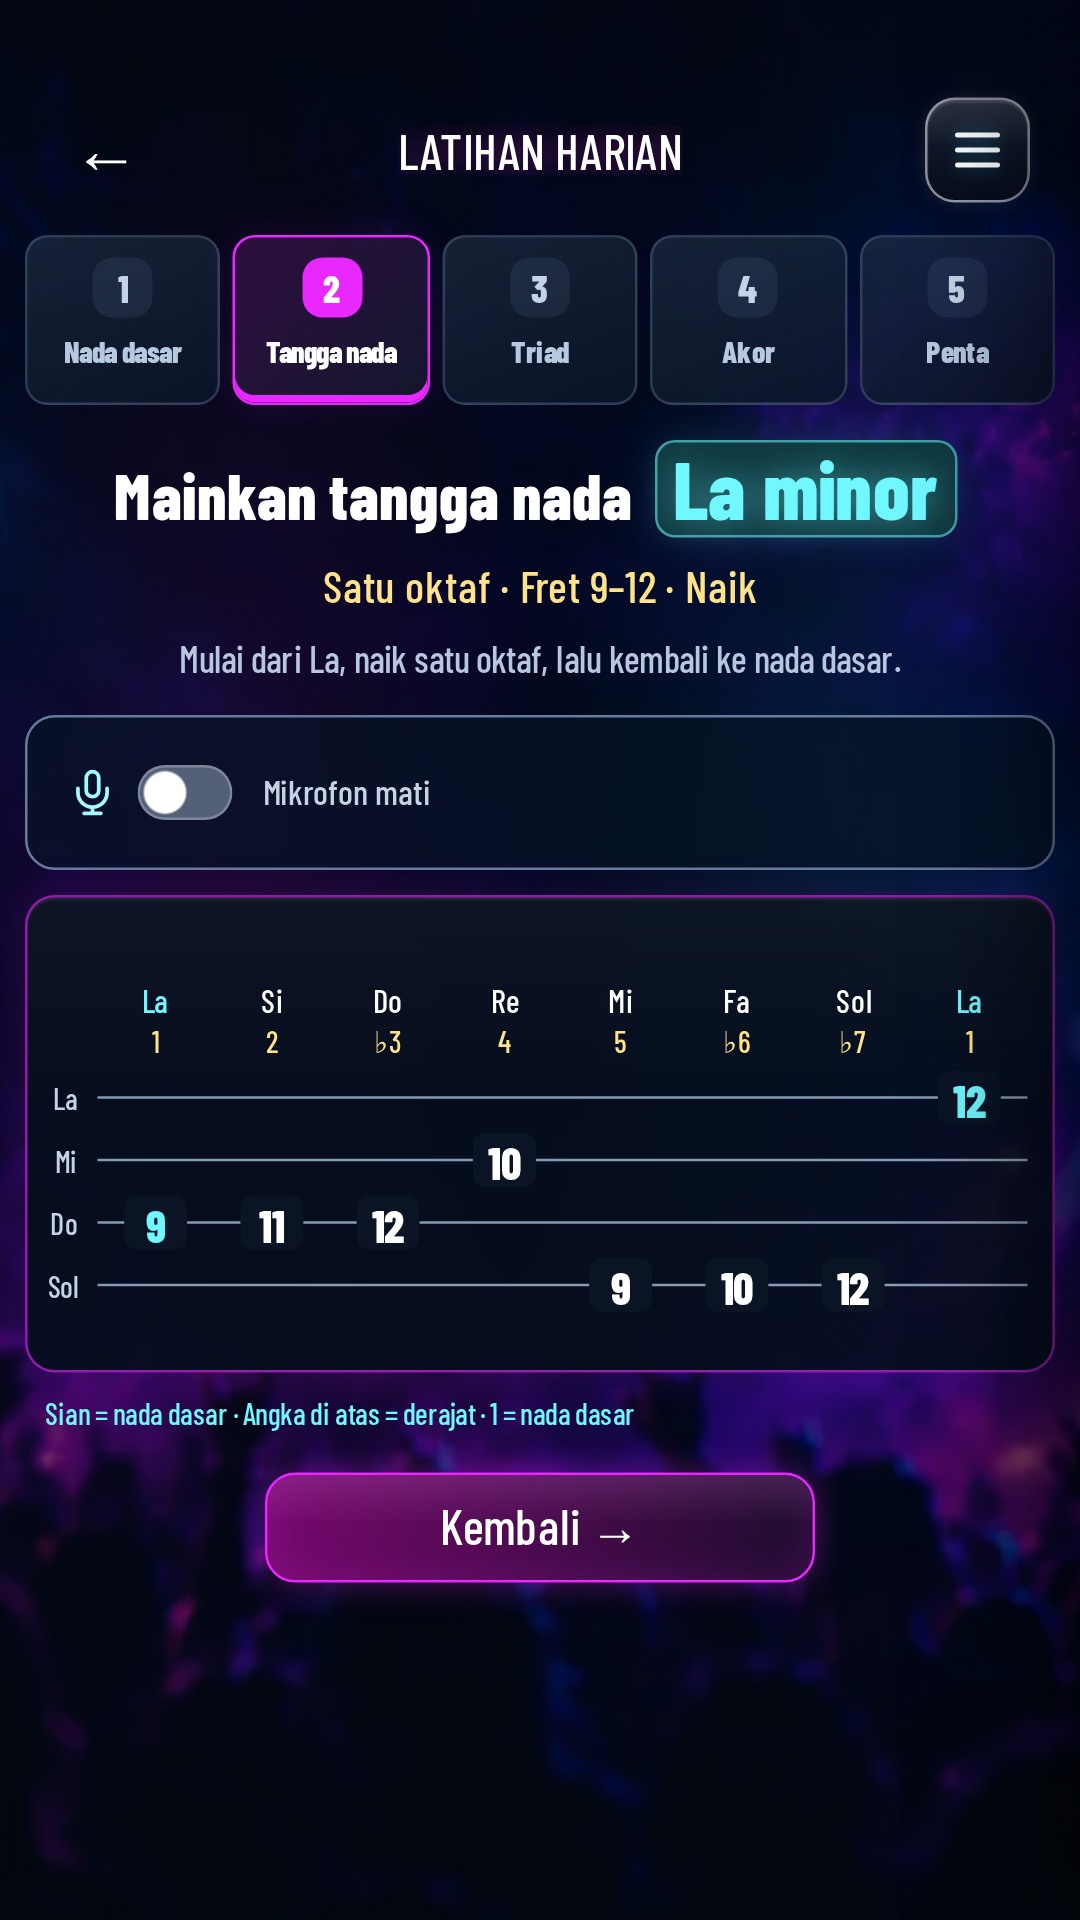 ← LATIHAN HARIAN
1 2 3 4 5
Nada dasar Tangga nada Triad Akor Penta
Mainkan tangga nada La minor
Satu oktaf · Fret 9–12 · Naik
Mulai dari La, naik satu oktaf, lalu kembali ke nada dasar.
Mikrofon mati
La Si Do Re Mi Fa Sol La
1 2 ♭3 4 5 ♭6 ♭7 1
La 12
Mi 10
Do 9 11 12
Sol 9 10 12
Sian = nada dasar · Angka di atas = derajat · 1 = nada dasar
Kembali →